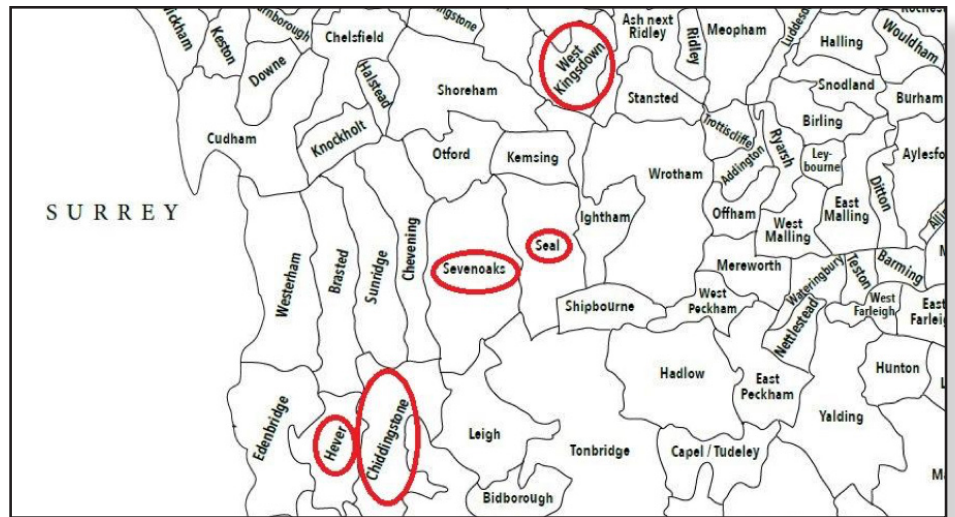 Keston
Downe
Chelsfield
Halstead
Shoreham
West
Kingsdown
Ash next
Ridley
Ridley
Meopham
Halling
Wouldham
Snodland
Burham
Stansted
Birling
Cudham
Knockholt
Otford
Kemsing
Trottiscliffe
Addington
Ryarsh
Ley-
bourne
Wrotham
Ditton
SURREY
Ightham
Offham
West
Malling
East
Malling
Westerham
Brasted
Sunridge
Chevening
Sevenoaks
Seal
Mereworth
Wateringbury
Teston
Barming
Shipbourne
West
Peckham
Nettlestead
West
Farleigh
East
Hadlow
East
Peckham
Hunton
Edenbridge
Hever
Chiddingstone
Leigh
Tonbridge
Capel / Tudeley
Yalding
Bidborough